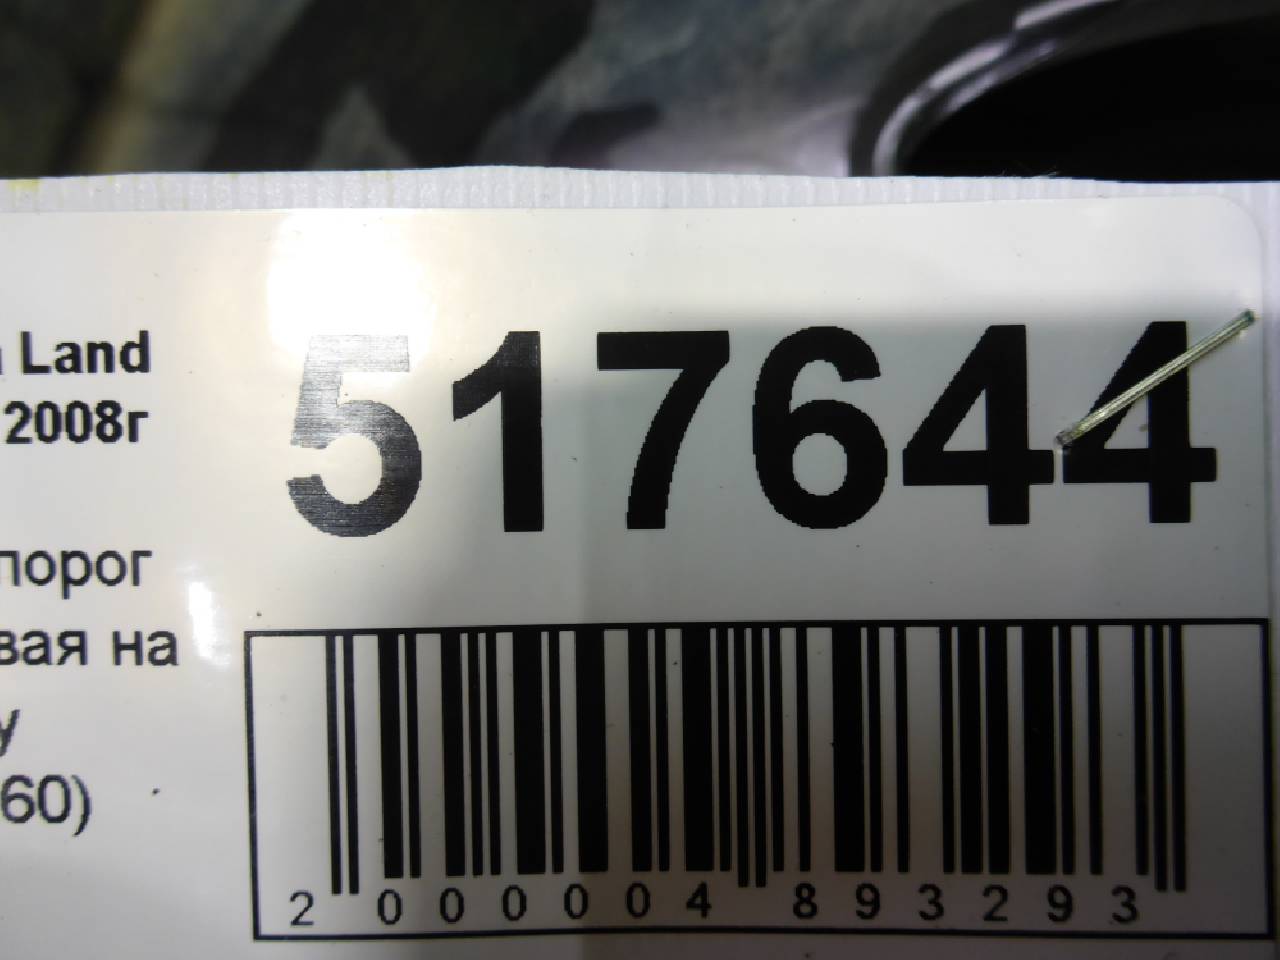 Land
2008г
517644
порог
вая на
у
60)
2 000004 893293